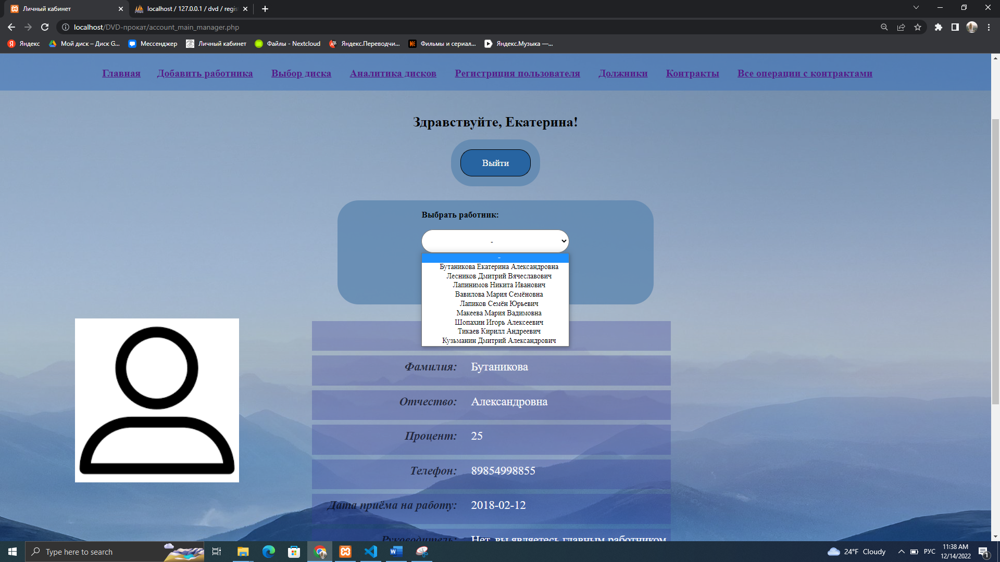 Личный кабинет
localhost / 127.0.0.1 / dvd / regis
localhost/DVD-прокат/account_main_manager.php
Яндекс
Мой диск – Диск G...
Мессенджер
Личный кабинет
Файлы - Nextcloud
Яндекс.Переводчи...
Фильмы и сериал...
Яндекс.Музыка —...
Главная
Добавить работника
Выбор диска
Аналитика дисков
Регистриция пользователя
Должники
Контракты
Все операции с контрактами
Здравствуйте, Екатерина!
Выйти
Выбрать работник:
-
-
Бутаникова Екатерина Александровна
Лесников Дмитрий Вячеславович
Лапинимов Никита Иванович
Вавилова Мария Семёновна
Лапиков Семён Юрьевич
Макеева Мария Вадимовна
Шопахин Игорь Алексеевич
Тикаев Кирилл Андреевич
Кузьманин Дмитрий Александрович
Фамилия: Бутаникова
Отчество: Александровна
Процент: 25
Телефон: 89854998855
Дата приёма на работу: 2018-02-12
Руководитель: Нет, вы являетесь главным работником
Type here to search
24°F Cloudy
РУС
11:38 AM
12/14/2022
1